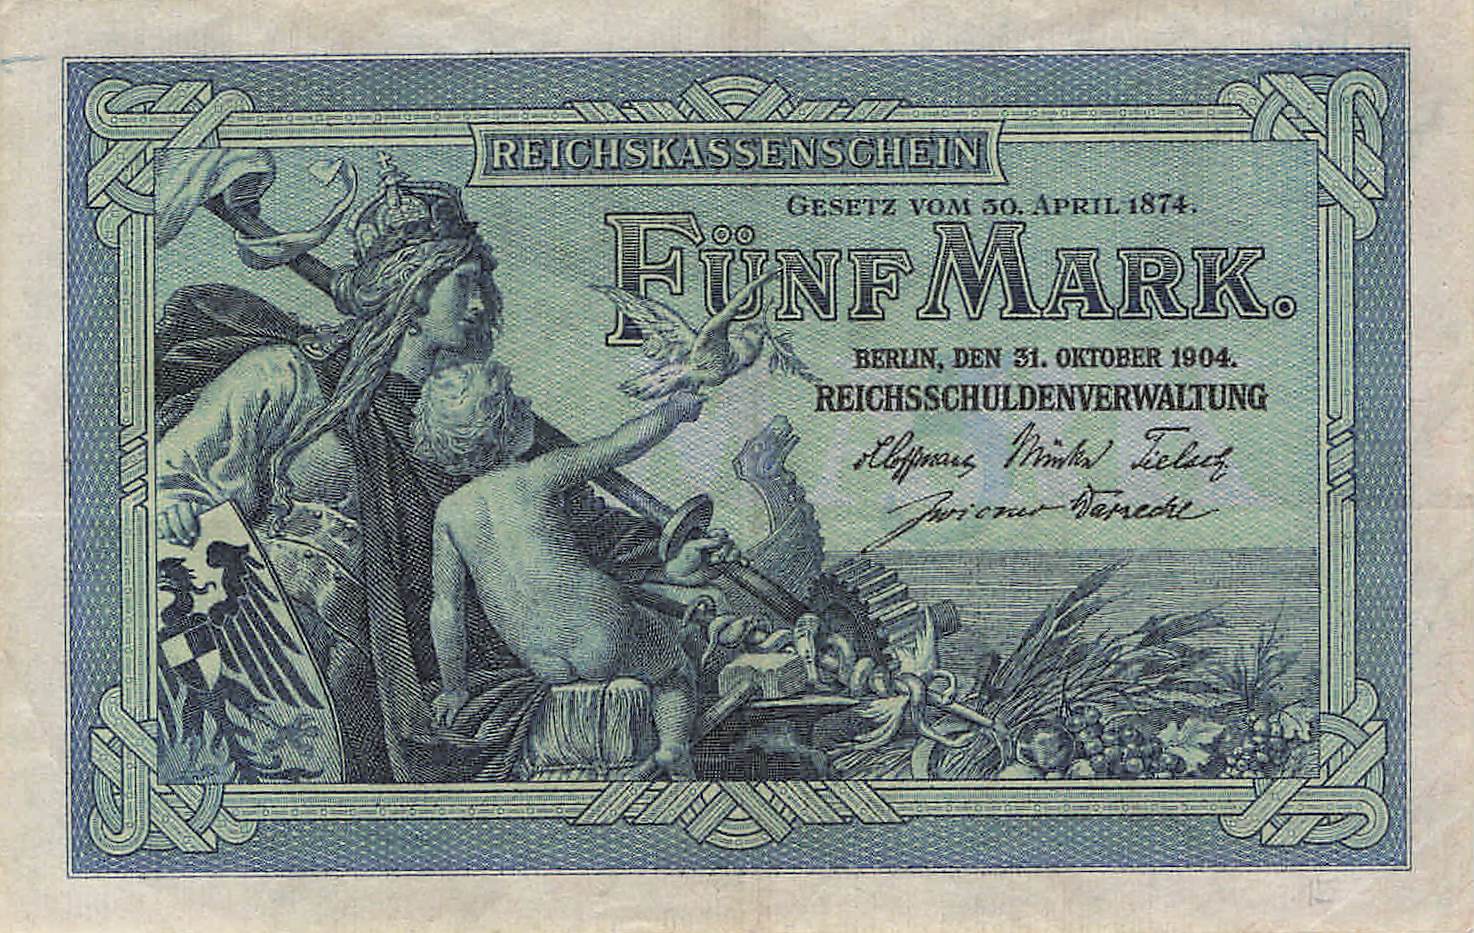 REICHSKASSENSCHEIN
GESETZ VOM 30. APRIL 1874.
FÜNF MARK.
BERLIN, DEN 31. OKTOBER 1904.
REICHSSCHULDENVERWALTUNG